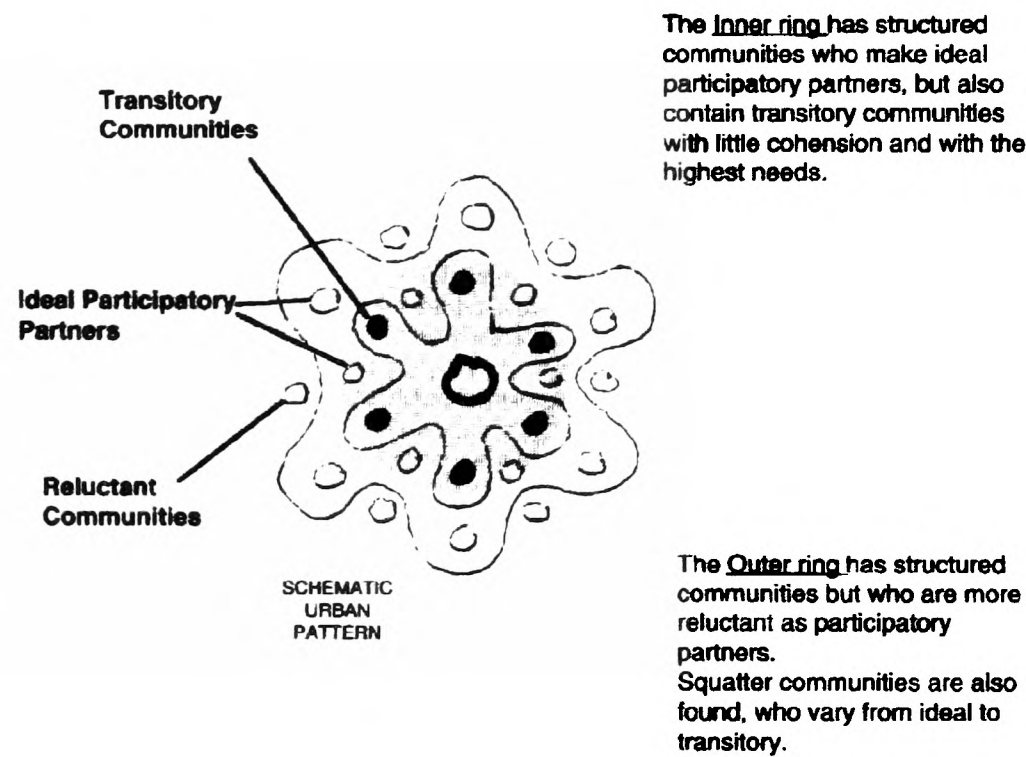 The Inner ring has structured
communities who make ideal
participatory partners, but also
contain transitory communities
with little cohension and with the
highest needs.
Transitory
Communities
Ideal Participatory
Partners
Reluctant
Communities
SCHEMATIC
URBAN
PATTERN
The Outer ring has structured
communities but who are more
reluctant as participatory
partners.
Squatter communities are also
found, who vary from ideal to
transitory.